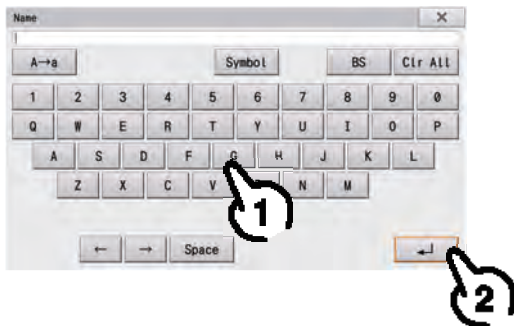 Name ×
A→a Symbol BS Clr All
1 2 3 4 5 6 7 8 9 0
Q W E R T Y U I O P
A S D F G H J K L
Z X C V N M
1
← → Space ↵
2